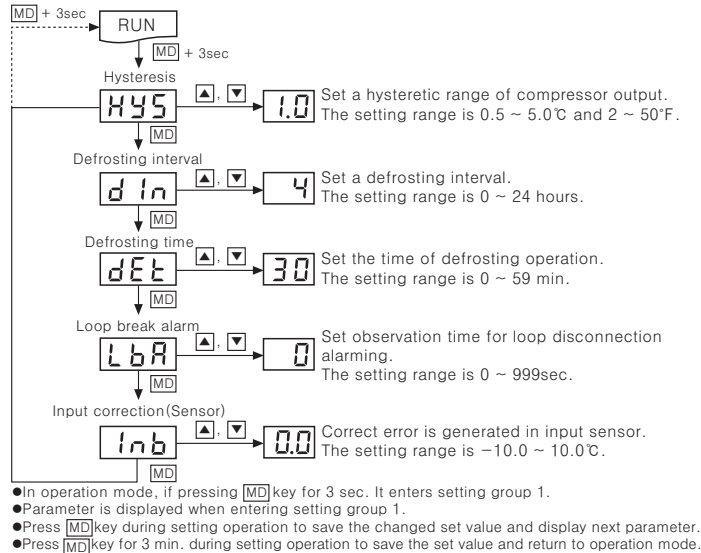 MD + 3sec
RUN
MD + 3sec
Hysteresis
HYS ▲, ▼ 1.0 Set a hysteretic range of compressor output.
The setting range is 0.5 ~ 5.0℃ and 2 ~ 50°F.
MD
Defrosting interval
dIn ▲, ▼ 4 Set a defrosting interval.
The setting range is 0 ~ 24 hours.
MD
Defrosting time
dEt ▲, ▼ 30 Set the time of defrosting operation.
The setting range is 0 ~ 59 min.
MD
Loop break alarm
LbA ▲, ▼ 0 Set observation time for loop disconnection
alarming.
The setting range is 0 ~ 999sec.
MD
Input correction(Sensor)
Inb ▲, ▼ 0.0 Correct error is generated in input sensor.
The setting range is −10.0 ~ 10.0℃.
MD
●In operation mode, if pressing MD key for 3 sec. It enters setting group 1.
●Parameter is displayed when entering setting group 1.
●Press MD key during setting operation to save the changed set value and display next parameter.
●Press MD key for 3 min. during setting operation to save the set value and return to operation mode.